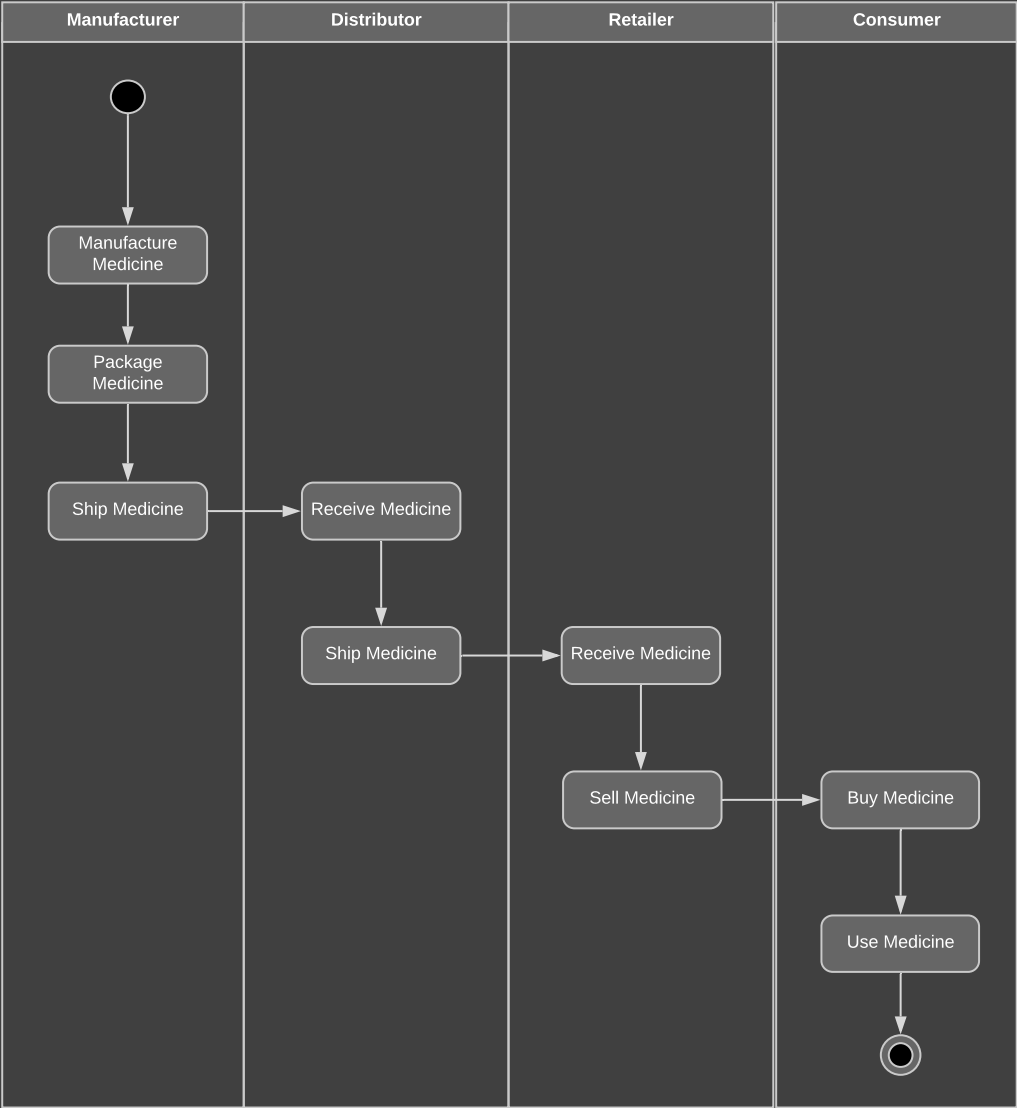 Manufacturer
Distributor
Retailer
Consumer
Manufacture
Medicine
Package
Medicine
Ship Medicine
Receive Medicine
Ship Medicine
Receive Medicine
Sell Medicine
Buy Medicine
Use Medicine